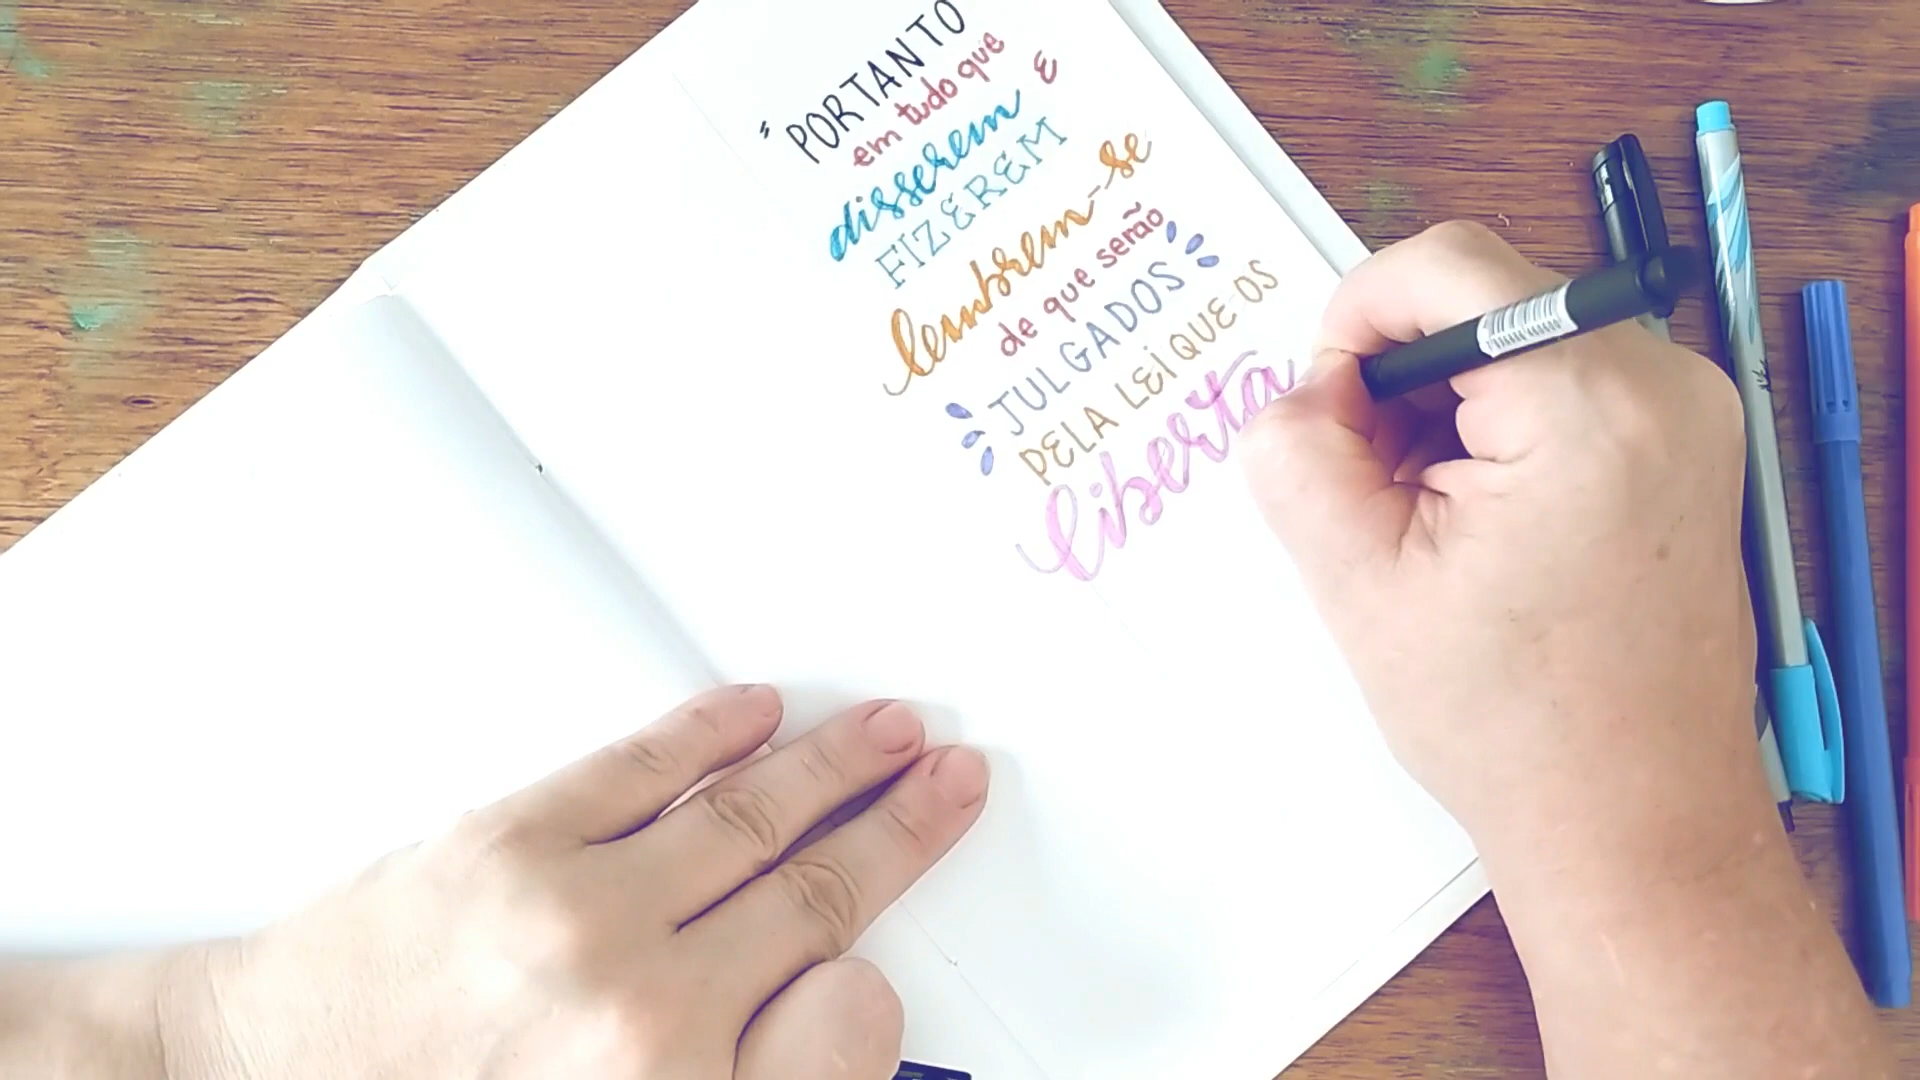 "PORTANTO
em tudo que
disserem E
FIZEREM
lembrem-se
de que serão
JULGADOS
PELA LEI QUE OS
liberta